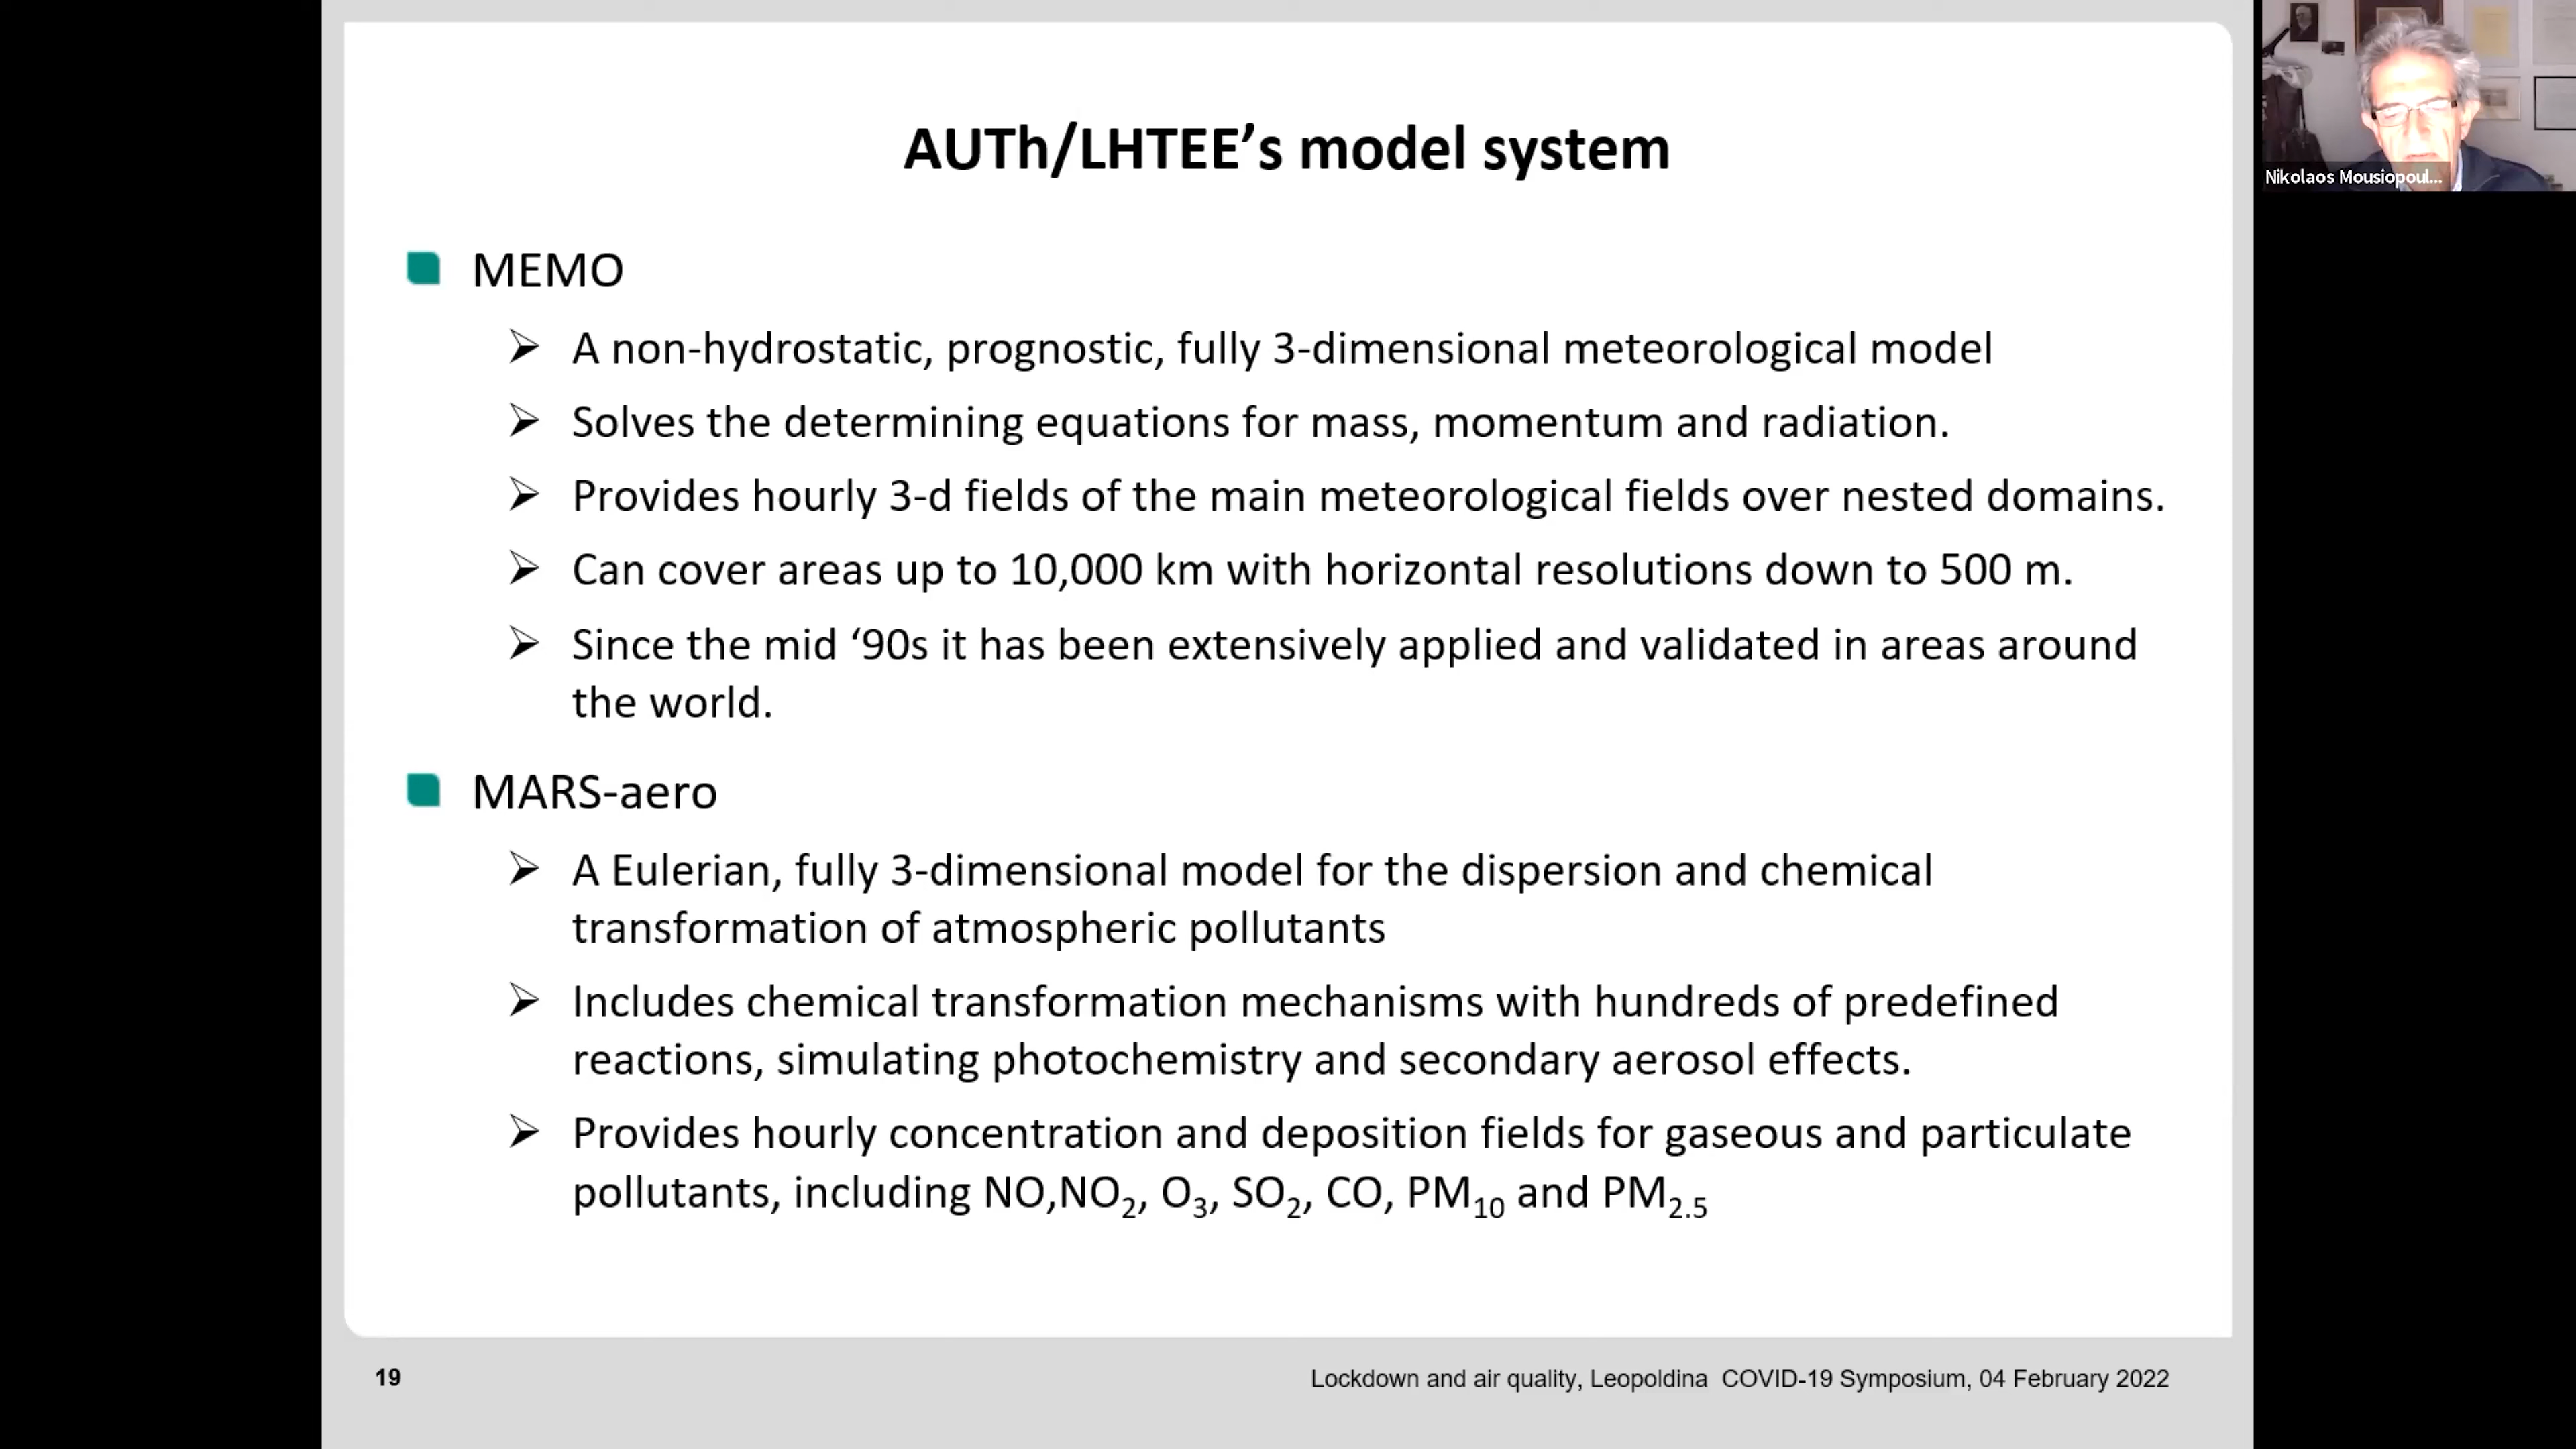 AUTh/LHTEE’s model system
MEMO
A non-hydrostatic, prognostic, fully 3-dimensional meteorological model
Solves the determining equations for mass, momentum and radiation.
Provides hourly 3-d fields of the main meteorological fields over nested domains.
Can cover areas up to 10,000 km with horizontal resolutions down to 500 m.
Since the mid ‘90s it has been extensively applied and validated in areas around
the world.
MARS-aero
A Eulerian, fully 3-dimensional model for the dispersion and chemical
transformation of atmospheric pollutants
Includes chemical transformation mechanisms with hundreds of predefined
reactions, simulating photochemistry and secondary aerosol effects.
Provides hourly concentration and deposition fields for gaseous and particulate
pollutants, including NO,NO₂, O₃, SO₂, CO, PM₁₀ and PM₂.₅
19
Lockdown and air quality, Leopoldina  COVID-19 Symposium, 04 February 2022
Nikolaos Mousiopoul...